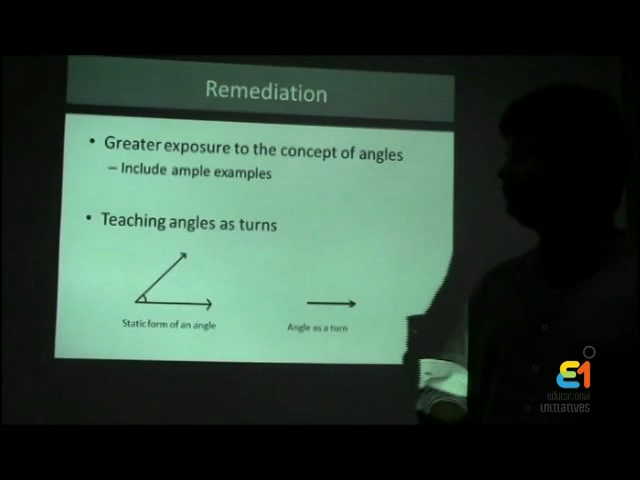 Remediation
• Greater exposure to the concept of angles
– Include ample examples
• Teaching angles as turns
Static form of an angle
Angle as a turn
Ei
educational
initiatives